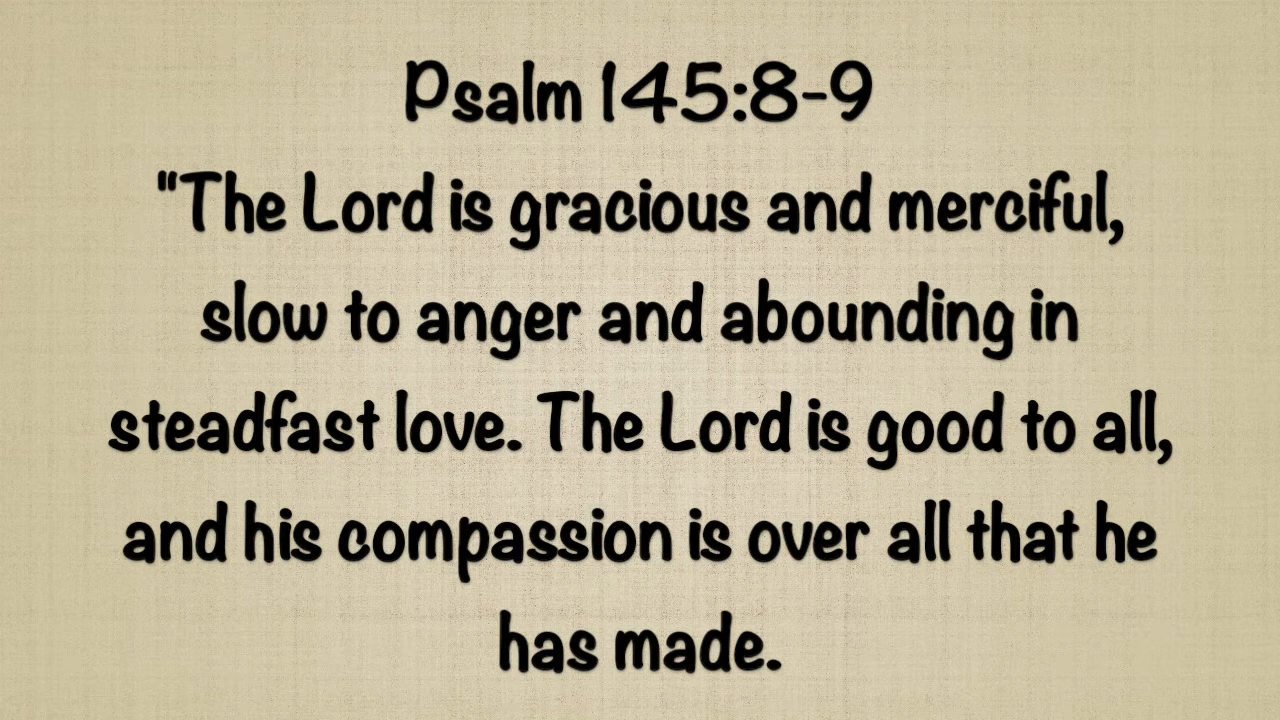 Psalm 145:8-9
"The Lord is gracious and merciful,
slow to anger and abounding in
steadfast love. The Lord is good to all,
and his compassion is over all that he
has made.